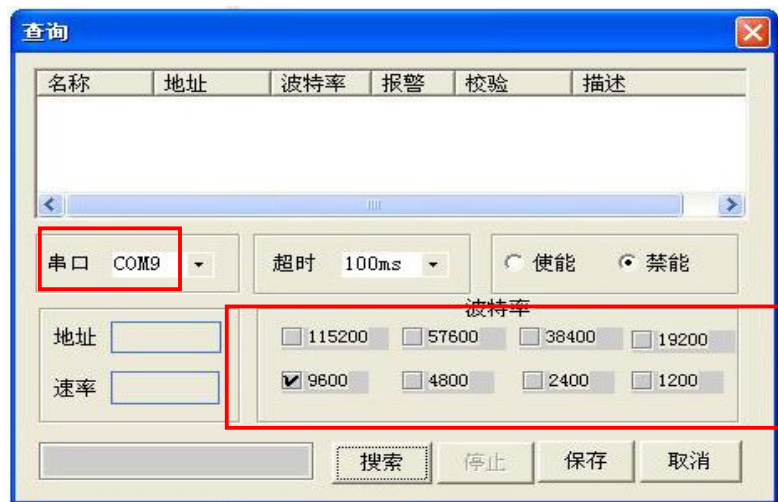 查询
名称 地址 波特率 报警 校验 描述
串口 COM9 超时 100ms 使能 禁能
波特率
地址 115200 57600 38400 19200
速率 9600 4800 2400 1200
搜索 停止 保存 取消